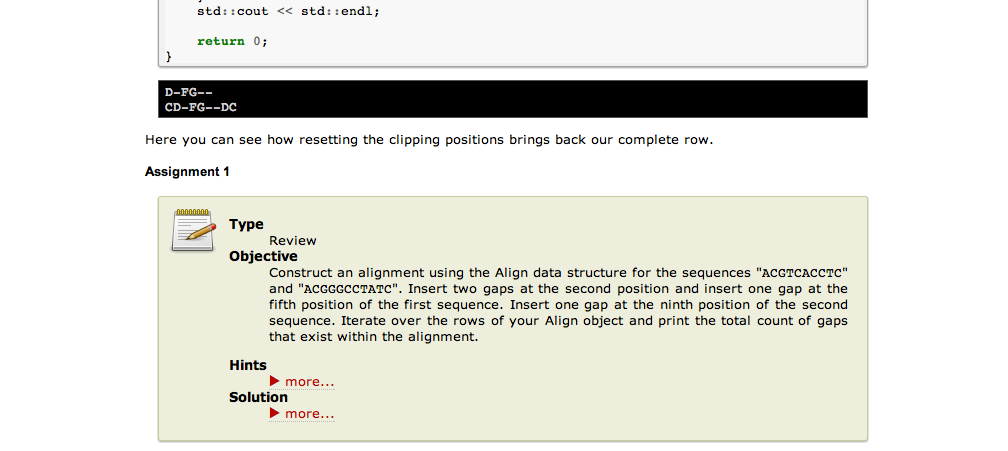 std::cout << std::endl;
return 0;
}
D-FG--
CD-FG--DC
Here you can see how resetting the clipping positions brings back our complete row.
Assignment 1
Type
Review
Objective
Construct an alignment using the Align data structure for the sequences "ACGTCACCTC"
and "ACGGGCCTATC". Insert two gaps at the second position and insert one gap at the
fifth position of the first sequence. Insert one gap at the ninth position of the second
sequence. Iterate over the rows of your Align object and print the total count of gaps
that exist within the alignment.
Hints
▶ more...
Solution
▶ more...